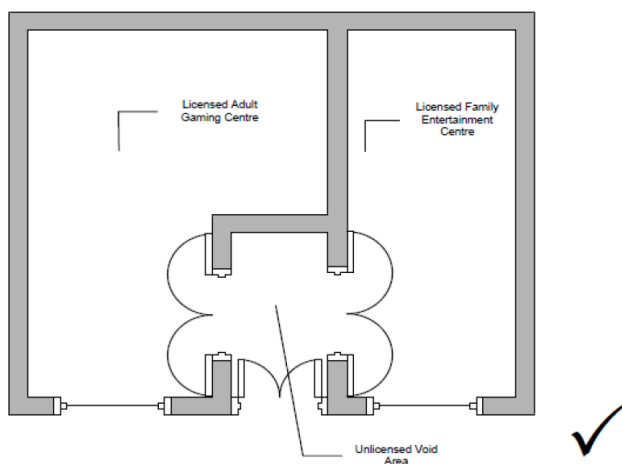 Licensed Adult
Gaming Centre
Licensed Family
Entertainment
Centre
Unlicensed Void
Area